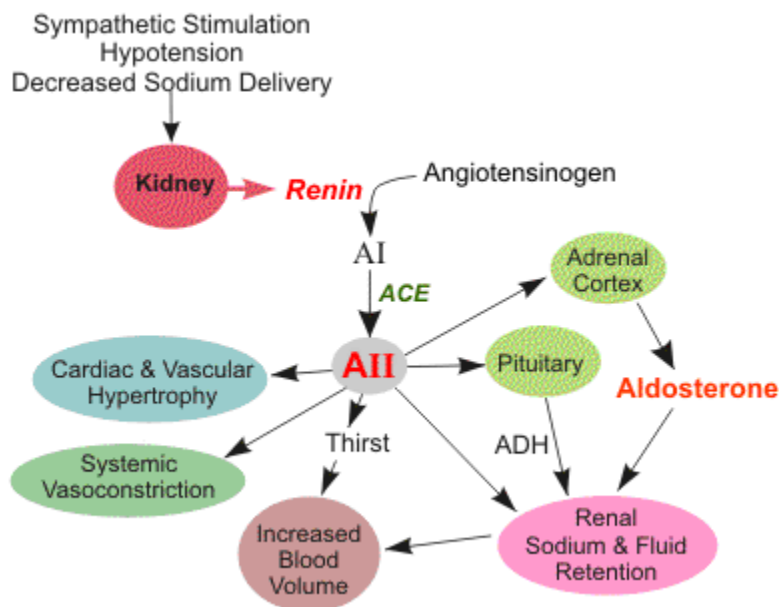 Sympathetic Stimulation
Hypotension
Decreased Sodium Delivery
Kidney
Renin
Angiotensinogen
AI
ACE
Adrenal
Cortex
AII
Cardiac & Vascular
Hypertrophy
Pituitary
Aldosterone
Thirst
ADH
Systemic
Vasoconstriction
Increased
Blood
Volume
Renal
Sodium & Fluid
Retention